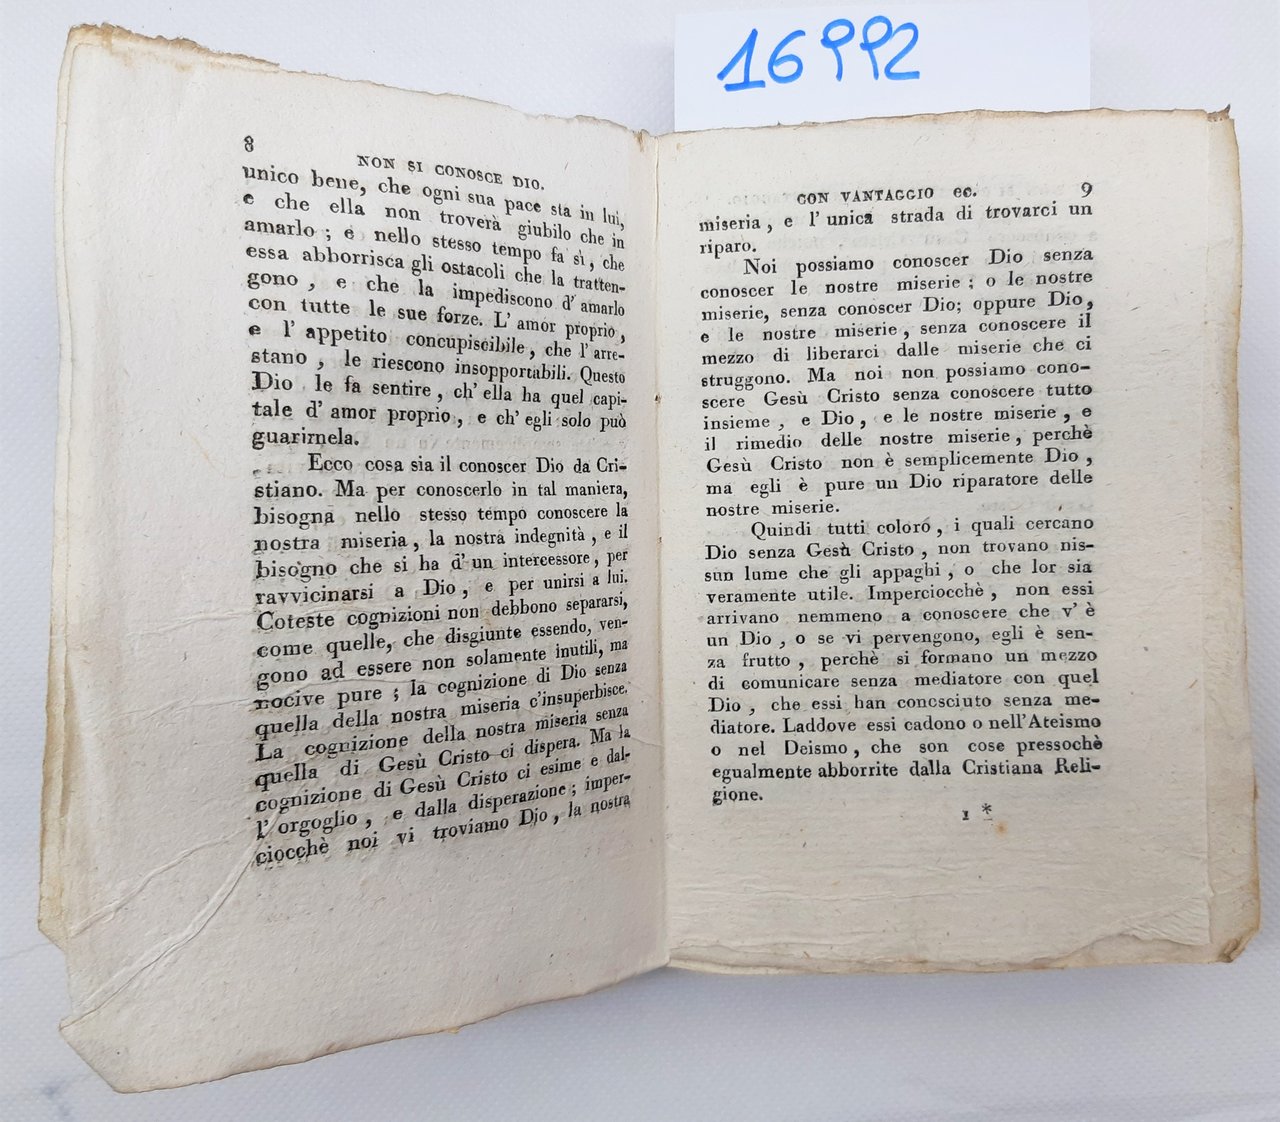 16992
8
NON SI CONOSCE DIO.
unico bene, che ogni sua pace sta in lui,
e che ella non troverà giubilo che in
amarlo ; e nello stesso tempo fa sì, che
essa abborrisca gli ostacoli che la tratten-
gono , e che la impediscono d' amarlo
con tutte le sue forze. L' amor proprio,
e l' appetito concupiscibile, che l' arre-
stano , le riescono insopportabili. Questo
Dio le fa sentire, ch' ella ha quel capi-
tale d' amor proprio , e ch' egli solo può
guarirnela.
Ecco cosa sia il conoscer Dio da Cri-
stiano. Ma per conoscerlo in tal maniera,
bisogna nello stesso tempo conoscere la
nostra miseria, la nostra indegnità, e il
bisogno che si ha d' un intercessore, per
ravvicinarsi a Dio , e per unirsi a lui.
Coteste cognizioni non debbono separarsi,
come quelle, che disgiunte essendo, ven-
gono ad essere non solamente inutili, ma
nocive pure ; la cognizione di Dio senza
quella della nostra miseria c'insuperbisce.
La cognizione della nostra miseria senza
quella di Gesù Cristo ci dispera. Ma la
cognizione di Gesù Cristo ci esime e dal-
l' orgoglio , e dalla disperazione ; imper-
ciocchè noi vi troviamo Dio , la nostra
CON VANTAGGIO ec. 9
miseria, e l' unica strada di trovarci un
riparo.
Noi possiamo conoscer Dio senza
conoscer le nostre miserie ; o le nostre
miserie, senza conoscer Dio; oppure Dio,
e le nostre miserie, senza conoscere il
mezzo di liberarci dalle miserie che ci
struggono. Ma noi non possiamo cono-
scere Gesù Cristo senza conoscere tutto
insieme , e Dio , e le nostre miserie , e
il rimedio delle nostre miserie, perchè
Gesù Cristo non è semplicemente Dio ,
ma egli è pure un Dio riparatore delle
nostre miserie.
Quindi tutti coloro , i quali cercano
Dio senza Gesù Cristo , non trovano nis-
sun lume che gli appaghi , o che lor sia
veramente utile. Imperciocchè, non essi
arrivano nemmeno a conoscere che v' è
un Dio , o se vi pervengono, egli è sen-
za frutto , perchè si formano un mezzo
di comunicare senza mediatore con quel
Dio , che essi han conosciuto senza me-
diatore. Laddove essi cadono o nell'Ateismo
o nel Deismo, che son cose pressochè
egualmente abborrite dalla Cristiana Reli-
gione.
1 *